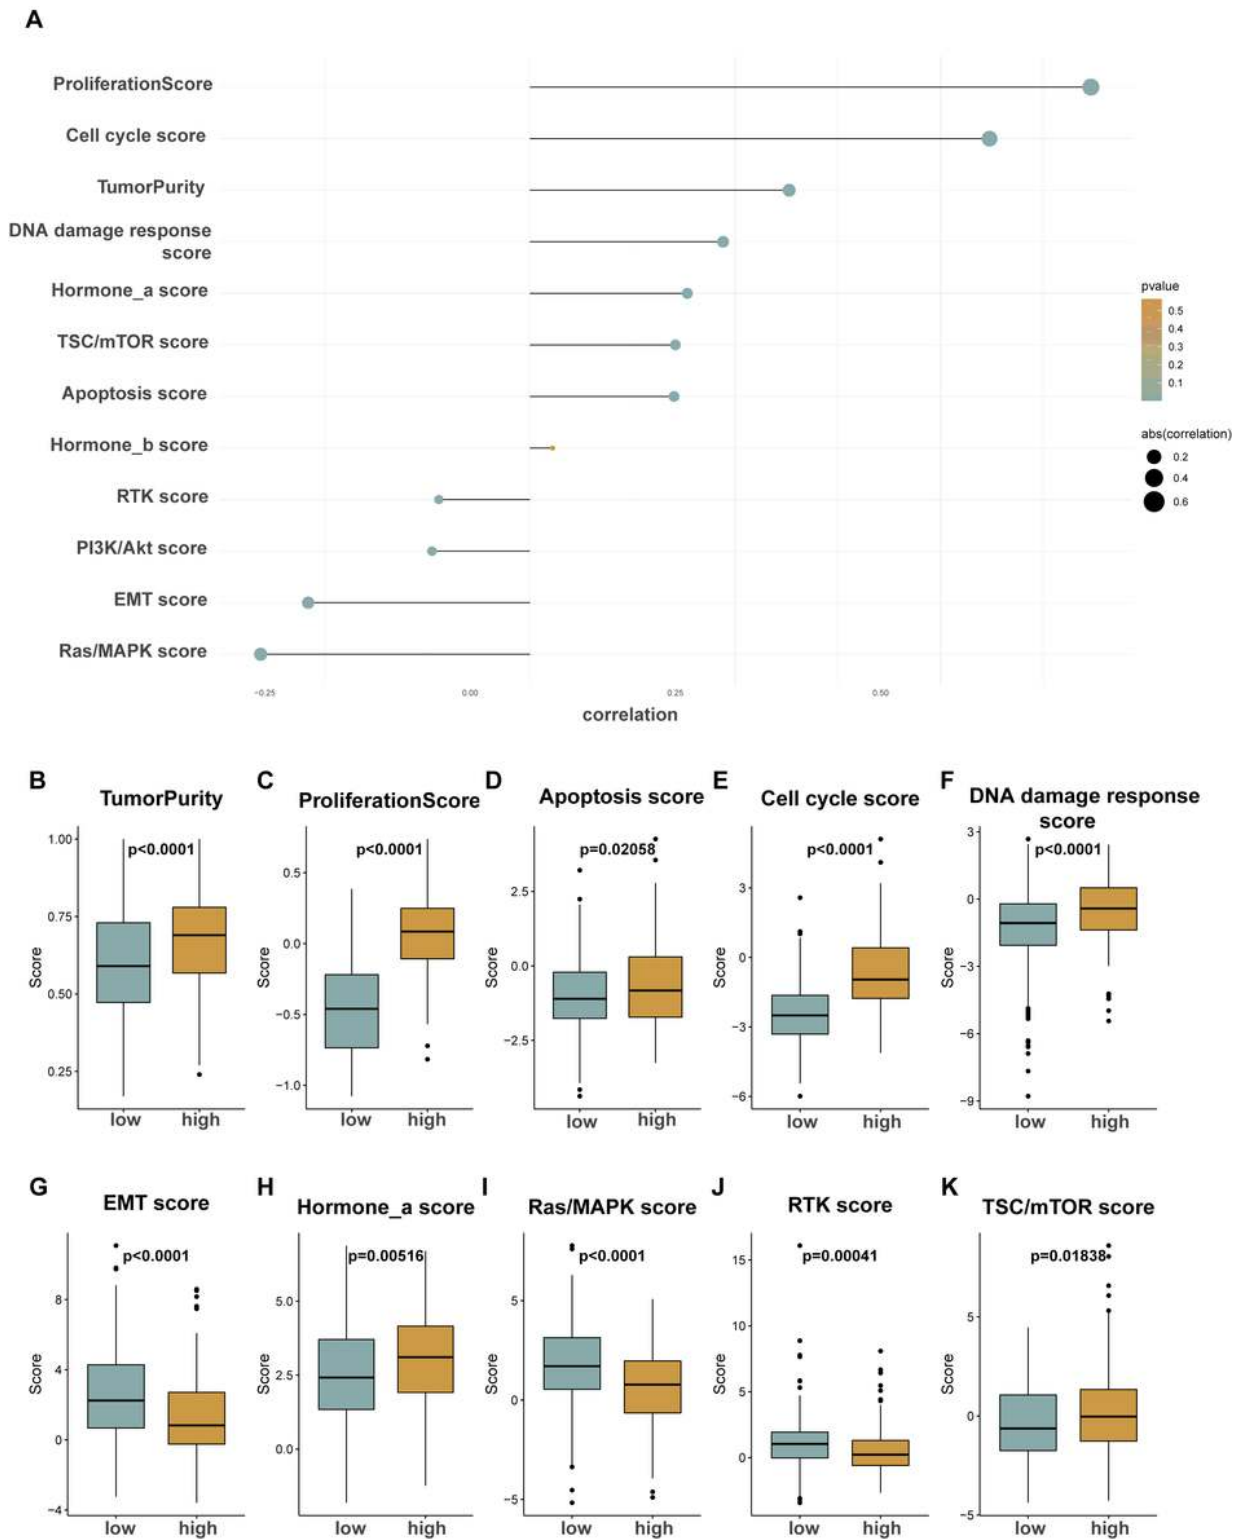 A
ProliferationScore
Cell cycle score
TumorPurity
DNA damage response
score
Hormone_a score
TSC/mTOR score
Apoptosis score
Hormone_b score
RTK score
PI3K/Akt score
EMT score
Ras/MAPK score
−0.25 0.00 0.25 0.50
correlation
pvalue
0.5
0.4
0.3
0.2
0.1
abs(correlation)
0.2
0.4
0.6
B
TumorPurity
p<0.0001
1.00
0.75
0.50
0.25
Score
low high
C
ProliferationScore
p<0.0001
0.5
0.0
−0.5
−1.0
Score
low high
D
Apoptosis score
p=0.02058
2.5
0.0
−2.5
Score
low high
E
Cell cycle score
p<0.0001
3
0
−3
−6
Score
low high
F
DNA damage response
score
p<0.0001
3
0
−3
−6
−9
Score
low high
G
EMT score
p<0.0001
8
4
0
−4
Score
low high
H
Hormone_a score
p=0.00516
5.0
2.5
0.0
Score
low high
I
Ras/MAPK score
p<0.0001
5
0
−5
Score
low high
J
RTK score
p=0.00041
15
10
5
0
Score
low high
K
TSC/mTOR score
p=0.01838
5
0
−5
Score
low high